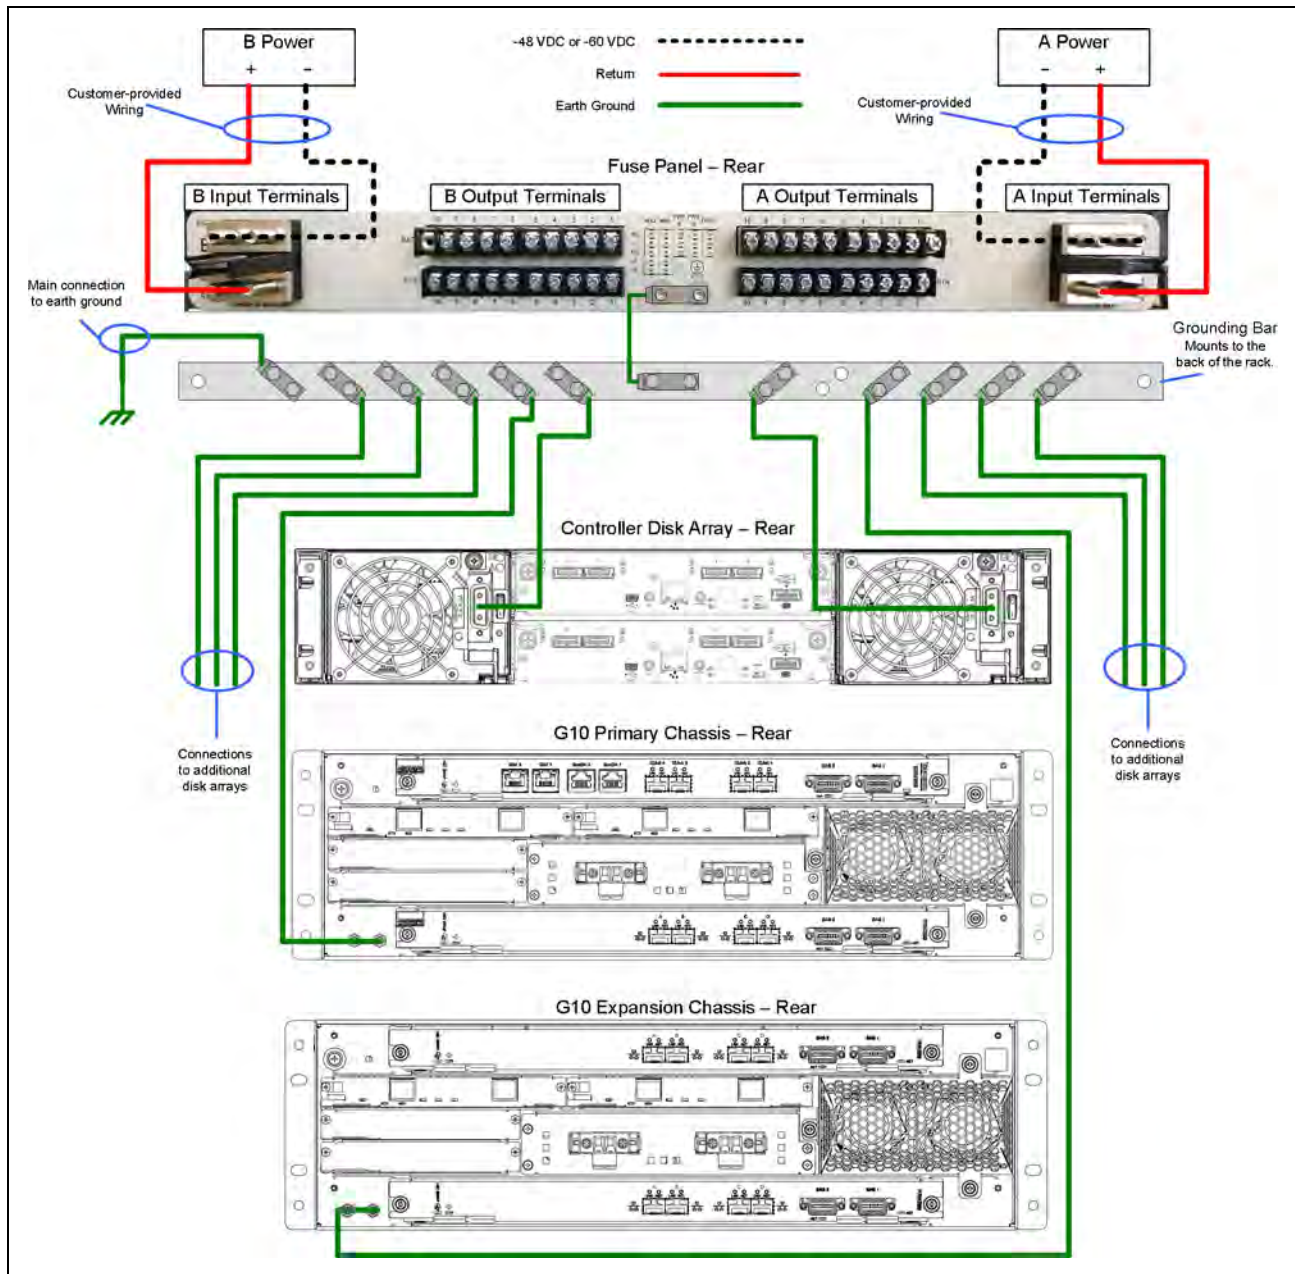 B Power
+ −
-48 VDC or -60 VDC
Return
Earth Ground
A Power
− +
Customer-provided
Wiring
Customer-provided
Wiring
Fuse Panel – Rear
B Input Terminals
B Output Terminals
A Output Terminals
A Input Terminals
Main connection
to earth ground
Grounding Bar
Mounts to the
back of the rack.
Controller Disk Array – Rear
Connections
to additional
disk arrays
Connections
to additional
disk arrays
G10 Primary Chassis – Rear
G10 Expansion Chassis – Rear